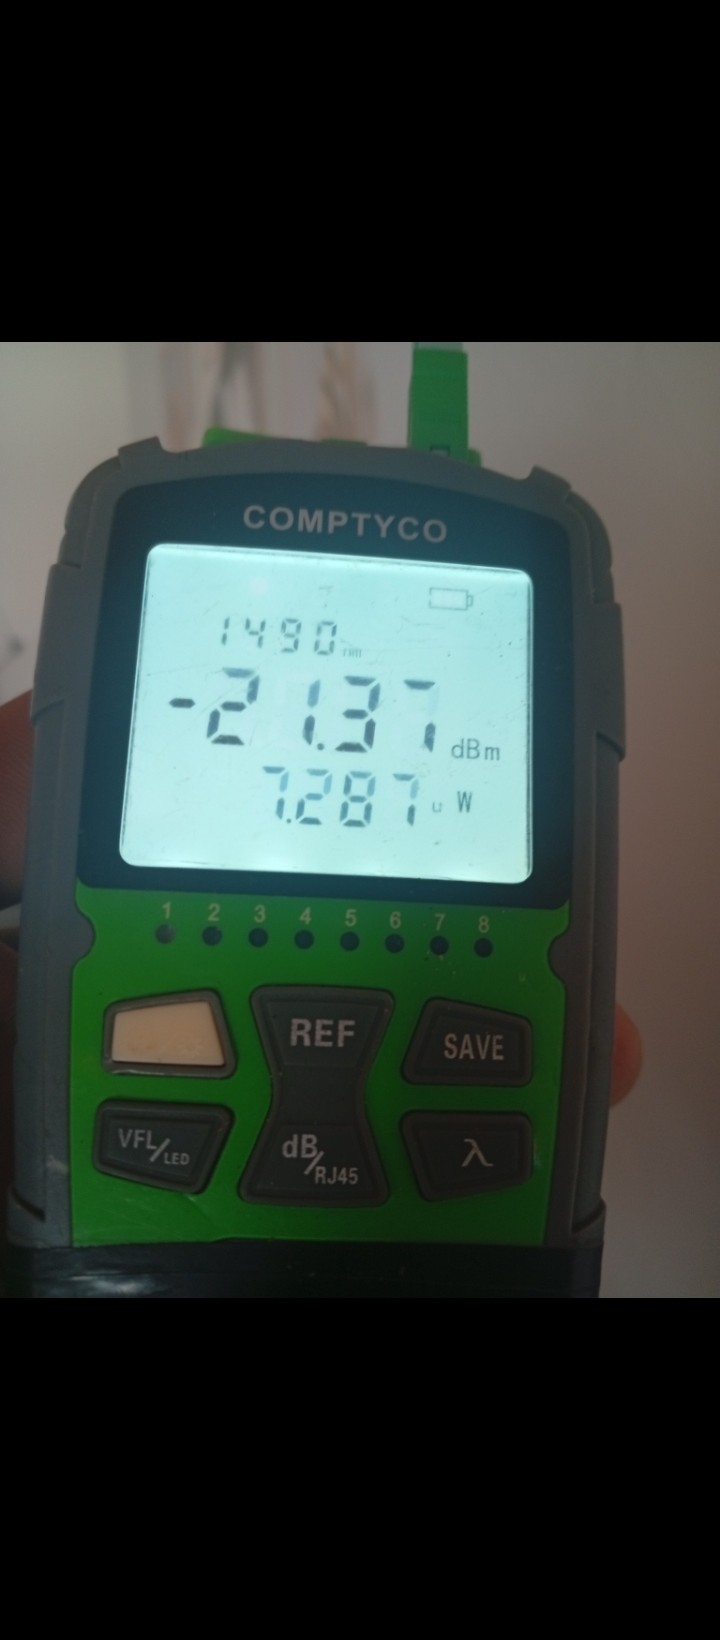 COMPTYCO
1490 nm
-21.37 dBm
7.287 u W
1 2 3 4 5 6 7 8
REF
SAVE
VFL/LED
dB/RJ45
λ